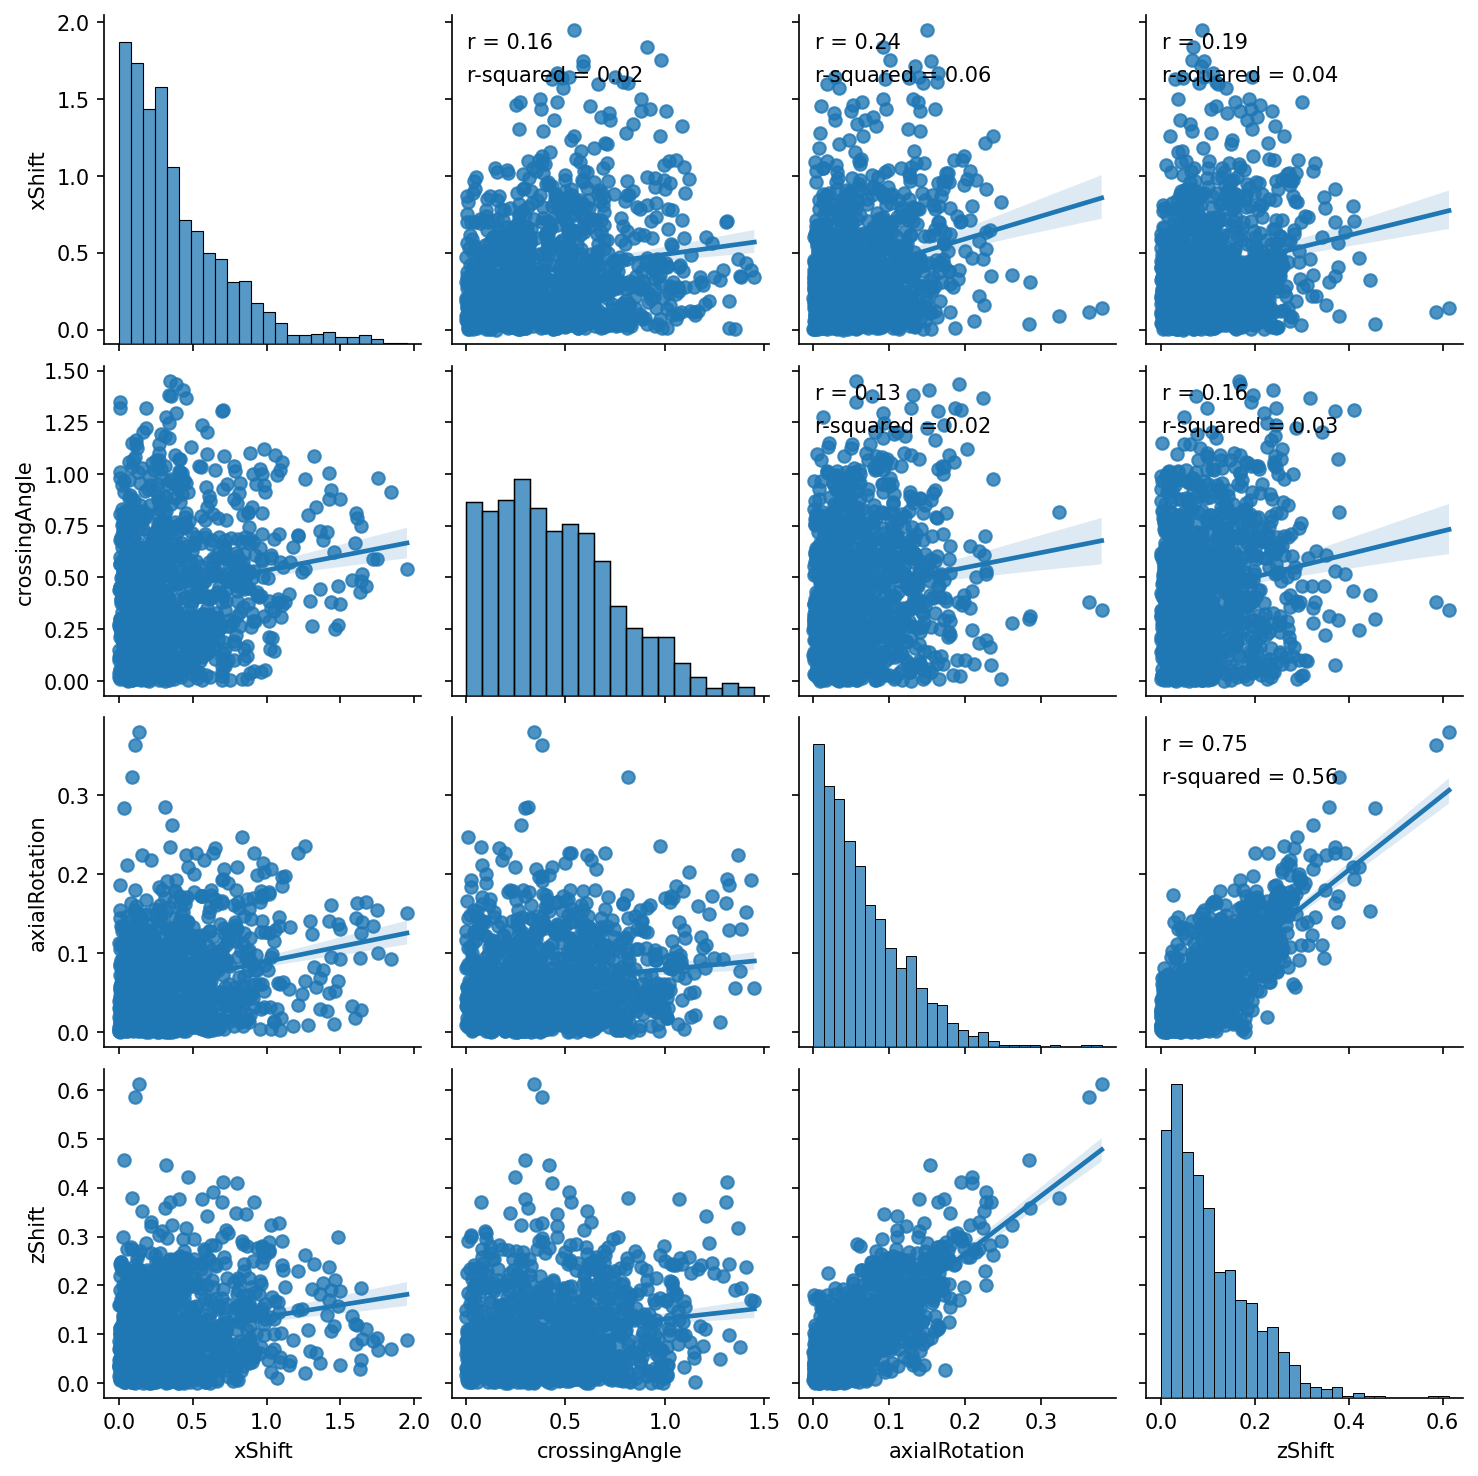 2.0
1.5
1.0
0.5
0.0
xShift
r = 0.16
r-squared = 0.02
r = 0.24
r-squared = 0.06
r = 0.19
r-squared = 0.04
1.50
1.25
1.00
0.75
0.50
0.25
0.00
crossingAngle
r = 0.13
r-squared = 0.02
r = 0.16
r-squared = 0.03
0.3
0.2
0.1
0.0
axialRotation
r = 0.75
r-squared = 0.56
0.6
0.5
0.4
0.3
0.2
0.1
0.0
zShift
0.0 0.5 1.0 1.5 2.0
xShift
0.0 0.5 1.0 1.5
crossingAngle
0.0 0.1 0.2 0.3
axialRotation
0.0 0.2 0.4 0.6
zShift